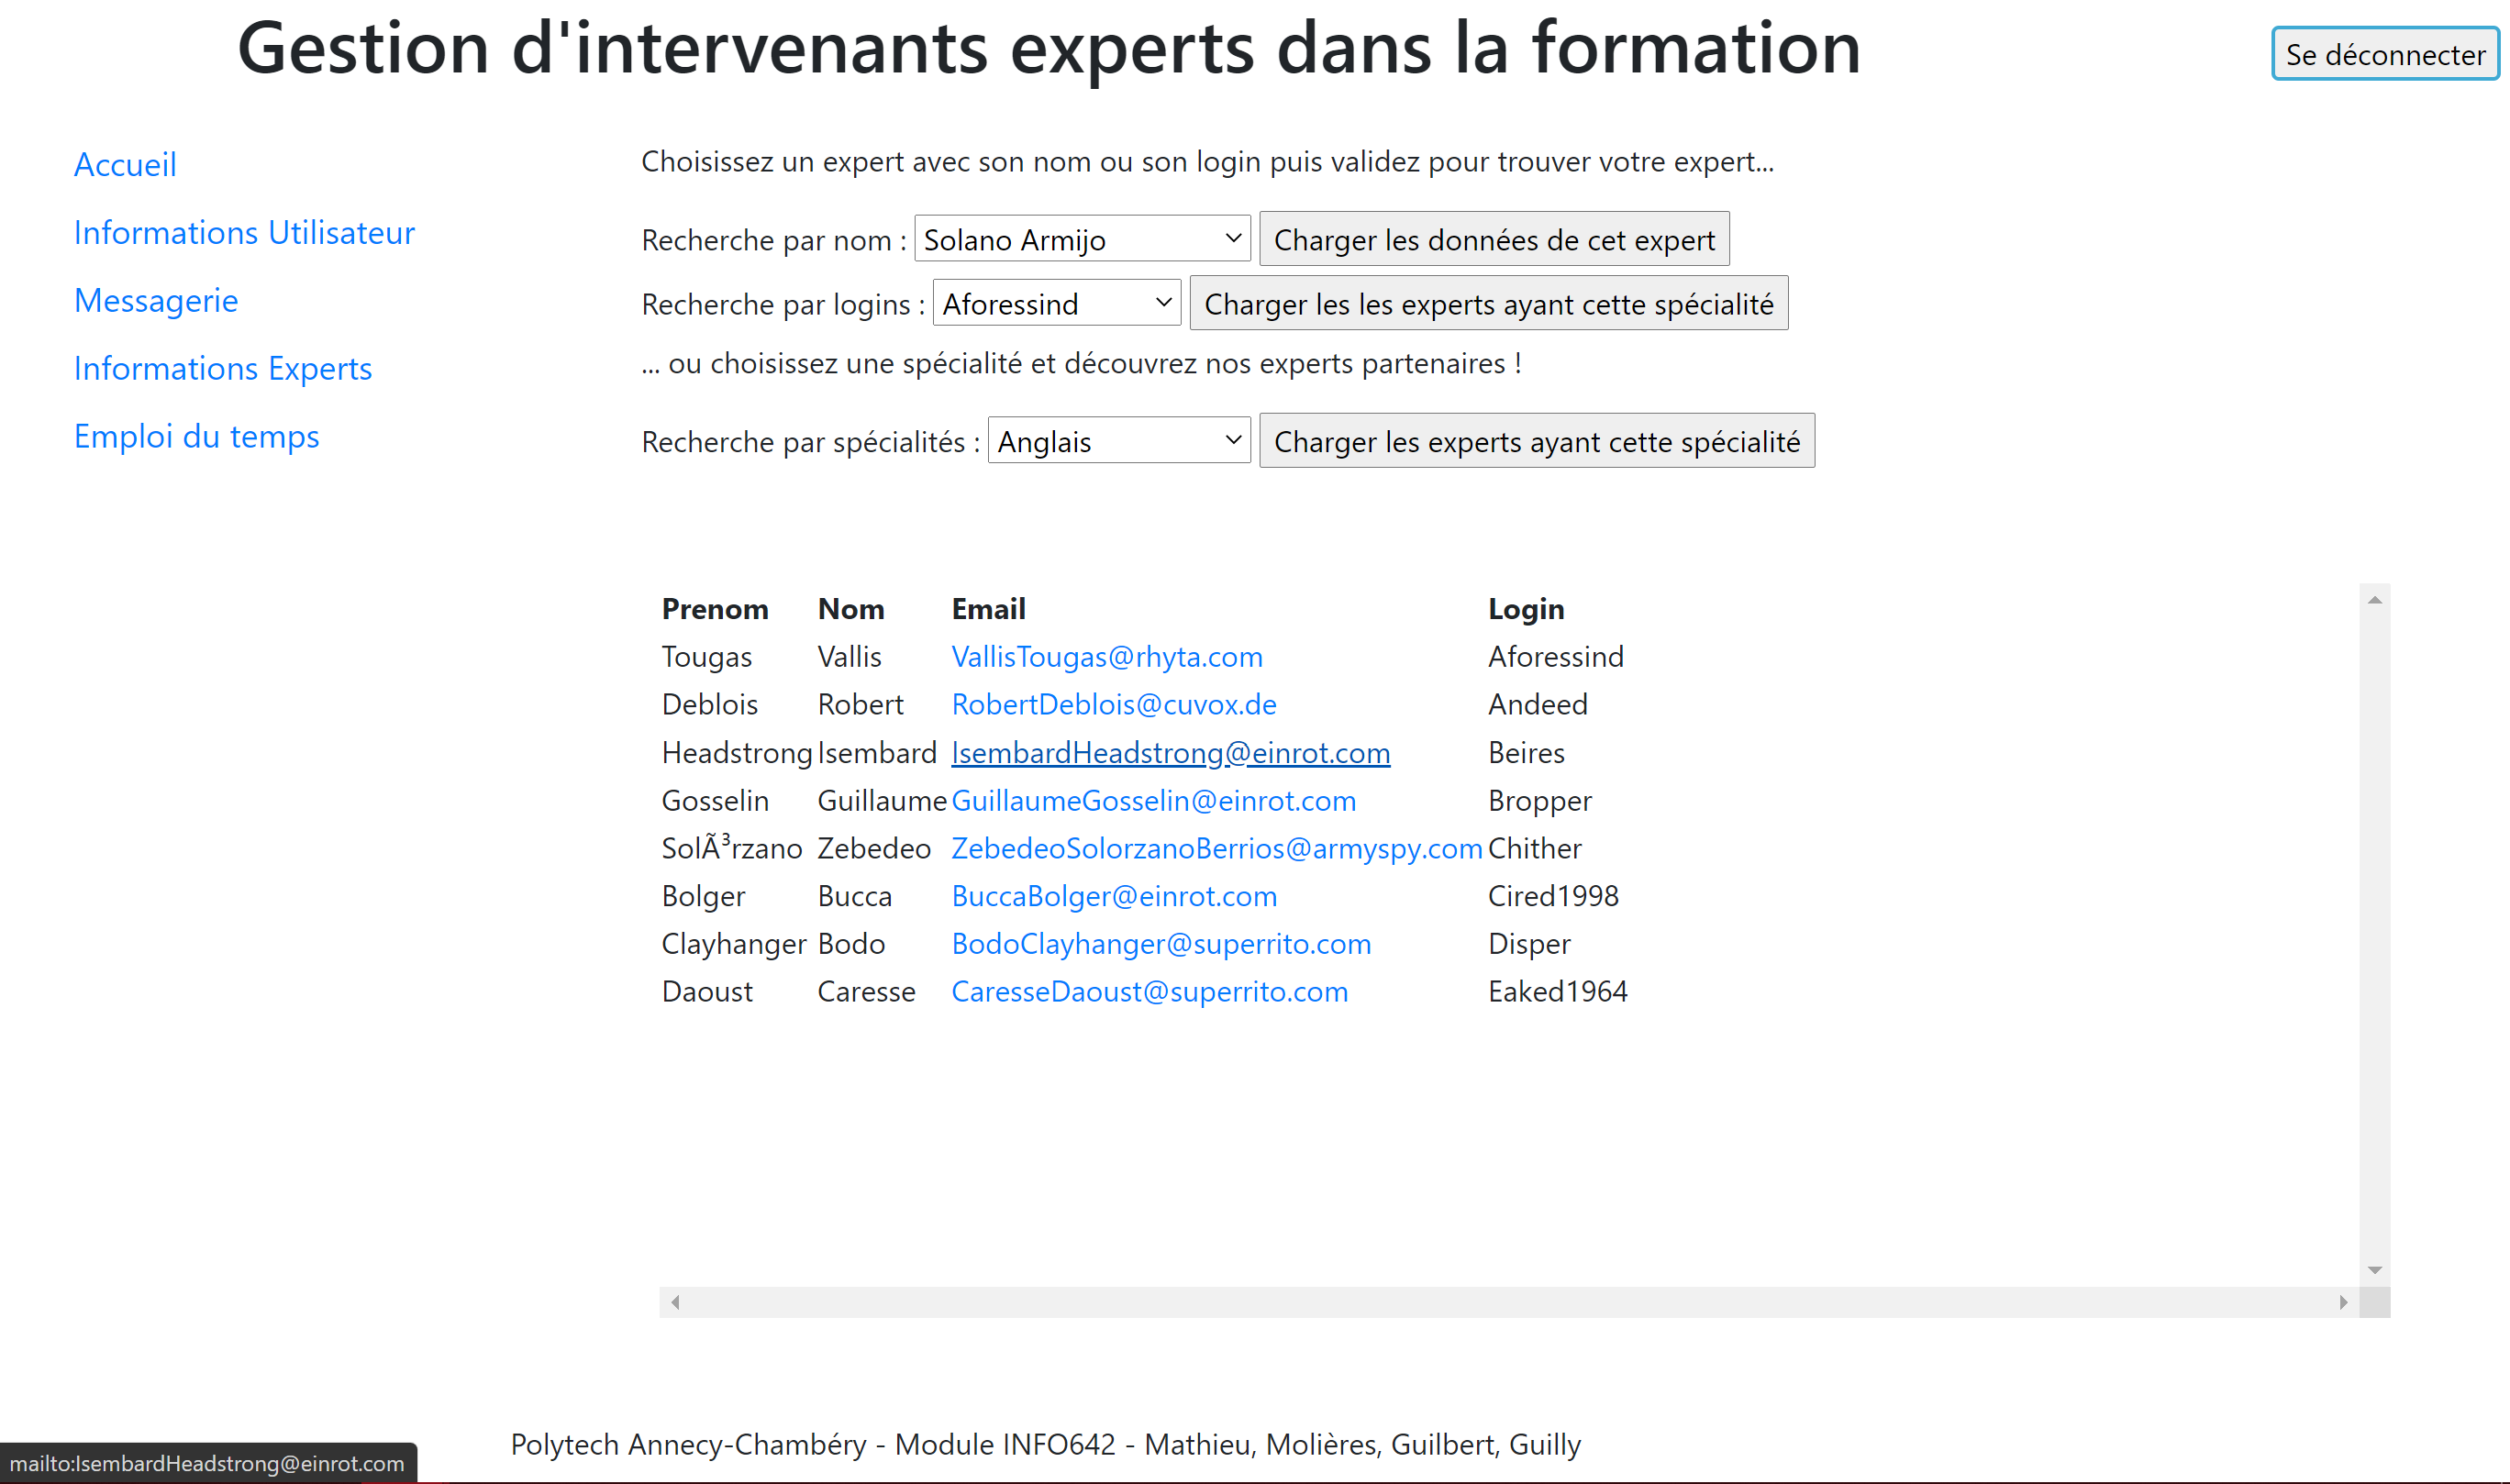 Gestion d'intervenants experts dans la formation
Se déconnecter
Accueil
Informations Utilisateur
Messagerie
Informations Experts
Emploi du temps
Choisissez un expert avec son nom ou son login puis validez pour trouver votre expert...
Recherche par nom : Solano Armijo Charger les données de cet expert
Recherche par logins : Aforessind Charger les les experts ayant cette spécialité
... ou choisissez une spécialité et découvrez nos experts partenaires !
Recherche par spécialités : Anglais Charger les experts ayant cette spécialité
Prenom Nom Email Login
Tougas Vallis VallisTougas@rhyta.com Aforessind
Deblois Robert RobertDeblois@cuvox.de Andeed
Headstrong Isembard IsembardHeadstrong@einrot.com Beires
Gosselin Guillaume GuillaumeGosselin@einrot.com Bropper
SolÃ³rzano Zebedeo ZebedeoSolorzanoBerrios@armyspy.com Chither
Bolger Bucca BuccaBolger@einrot.com Cired1998
Clayhanger Bodo BodoClayhanger@superrito.com Disper
Daoust Caresse CaresseDaoust@superrito.com Eaked1964
Polytech Annecy-Chambéry - Module INFO642 - Mathieu, Molières, Guilbert, Guilly
mailto:IsembardHeadstrong@einrot.com